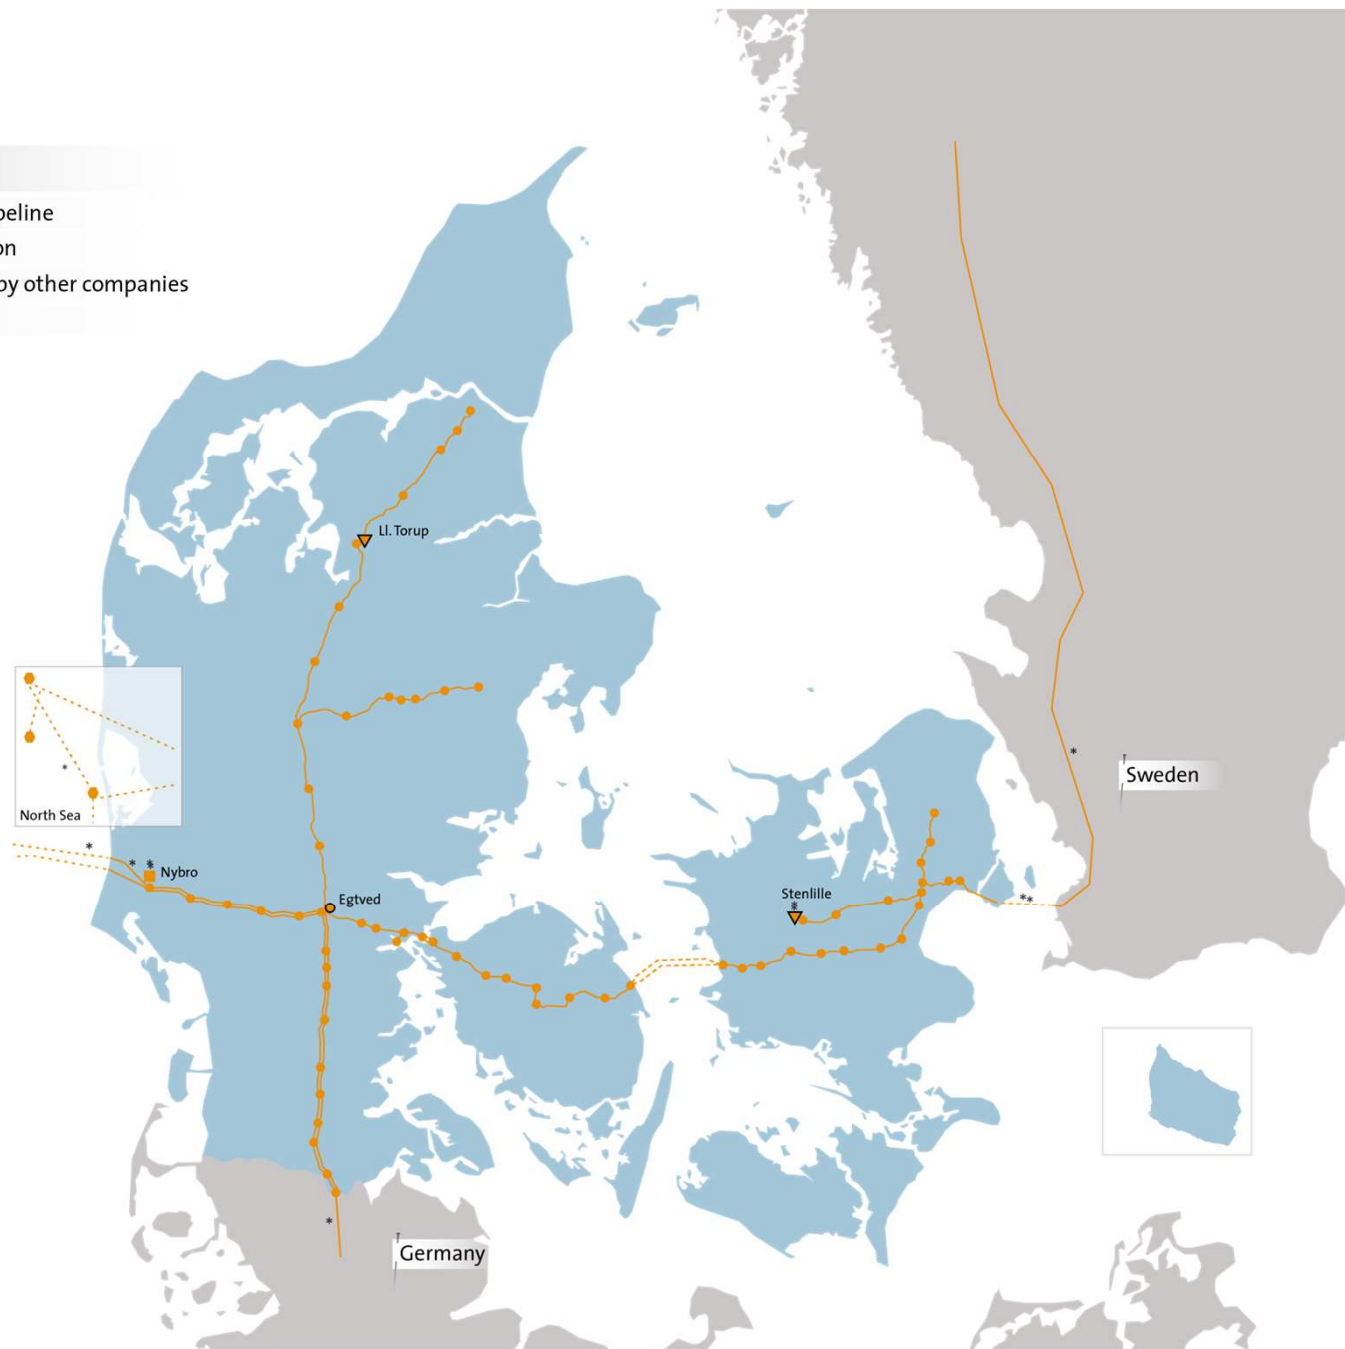 peline
on
by other companies
Ll. Torup
*
North Sea
*
* *
*
Nybro
Egtved
Stenlille
*
*
**
*
Sweden
*
Germany